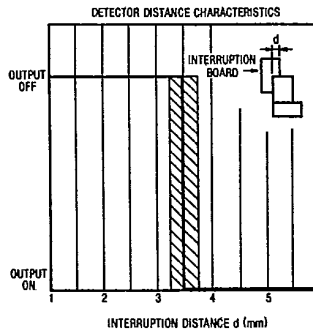 DETECTOR DISTANCE CHARACTERISTICS
d
INTERRUPTION
BOARD
OUTPUT
OFF
OUTPUT
ON
1 2 3 4 5
INTERRUPTION DISTANCE d (mm)